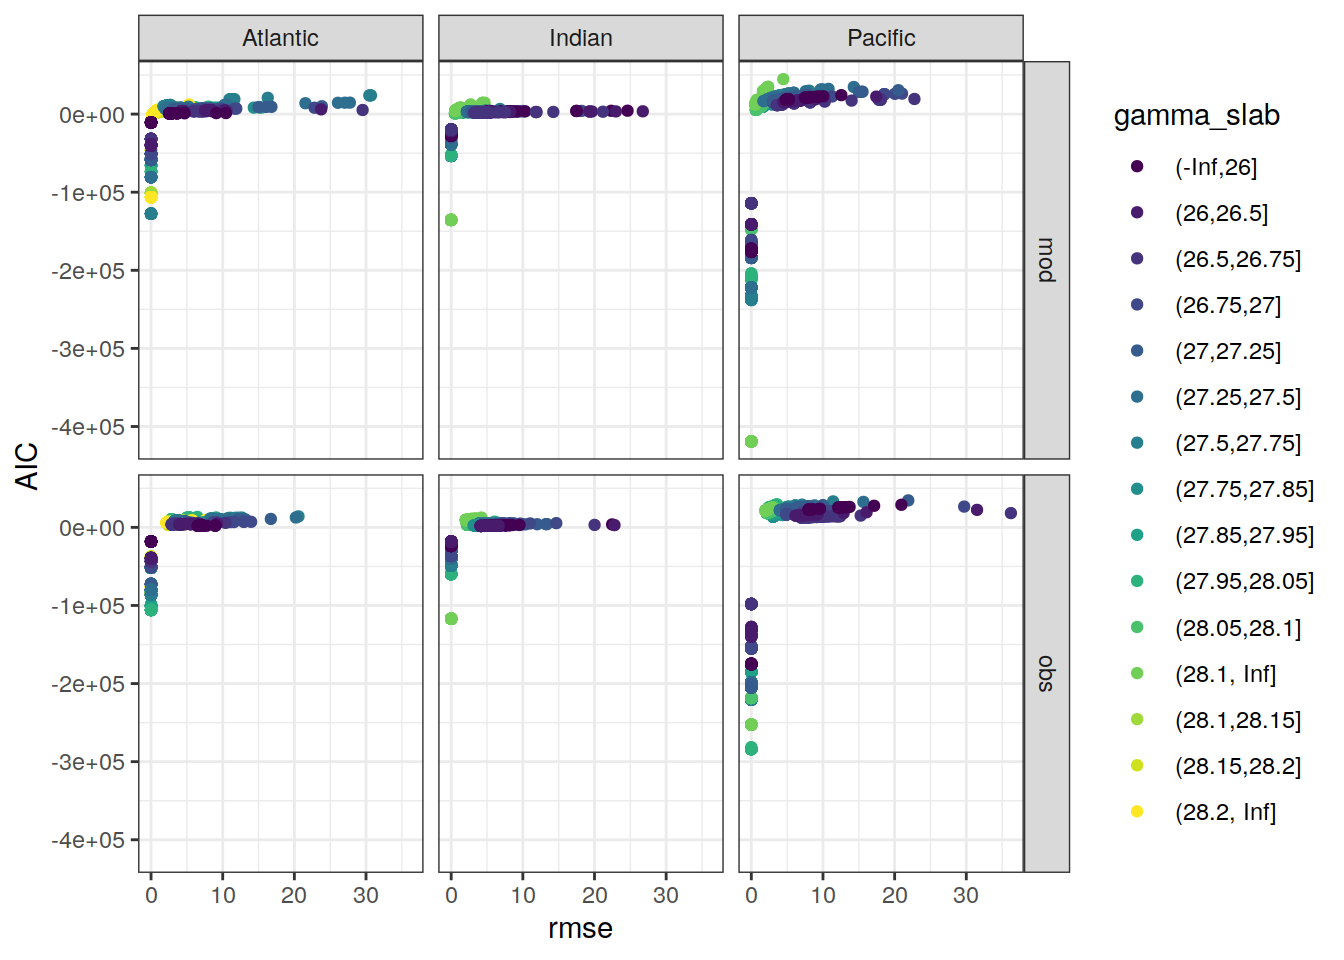 Atlantic
Indian
Pacific
0e+00
-1e+05
-2e+05
-3e+05
-4e+05
mod
0e+00
-1e+05
-2e+05
-3e+05
-4e+05
obs
AIC
0 10 20 30
0 10 20 30
0 10 20 30
rmse
gamma_slab
(-Inf,26]
(26,26.5]
(26.5,26.75]
(26.75,27]
(27,27.25]
(27.25,27.5]
(27.5,27.75]
(27.75,27.85]
(27.85,27.95]
(27.95,28.05]
(28.05,28.1]
(28.1, Inf]
(28.1,28.15]
(28.15,28.2]
(28.2, Inf]